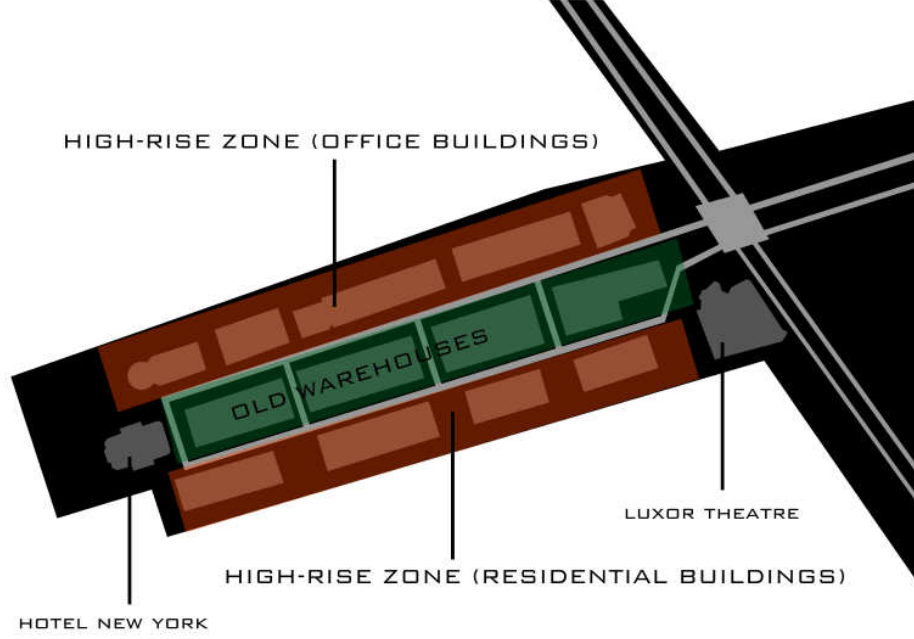 HIGH-RISE ZONE (OFFICE BUILDINGS)
OLD WAREHOUSES
LUXOR THEATRE
HIGH-RISE ZONE (RESIDENTIAL BUILDINGS)
HOTEL NEW YORK